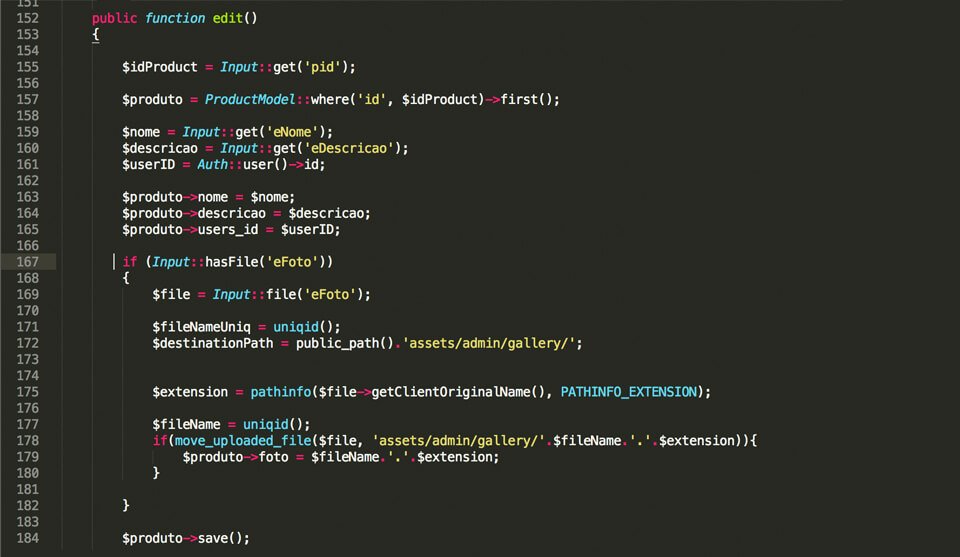 151
152 public function edit()
153 {
154
155 $idProduct = Input::get('pid');
156
157 $produto = ProductModel::where('id', $idProduct)->first();
158
159 $nome = Input::get('eNome');
160 $descricao = Input::get('eDescricao');
161 $userID = Auth::user()->id;
162
163 $produto->nome = $nome;
164 $produto->descricao = $descricao;
165 $produto->users_id = $userID;
166
167 if (Input::hasFile('eFoto'))
168 {
169 $file = Input::file('eFoto');
170
171 $fileNameUniq = uniqid();
172 $destinationPath = public_path().'assets/admin/gallery/';
173
174
175 $extension = pathinfo($file->getClientOriginalName(), PATHINFO_EXTENSION);
176
177 $fileName = uniqid();
178 if(move_uploaded_file($file, 'assets/admin/gallery/'.$fileName.'.'.$extension)){
179 $produto->foto = $fileName.'.'.$extension;
180 }
181
182 }
183
184 $produto->save();